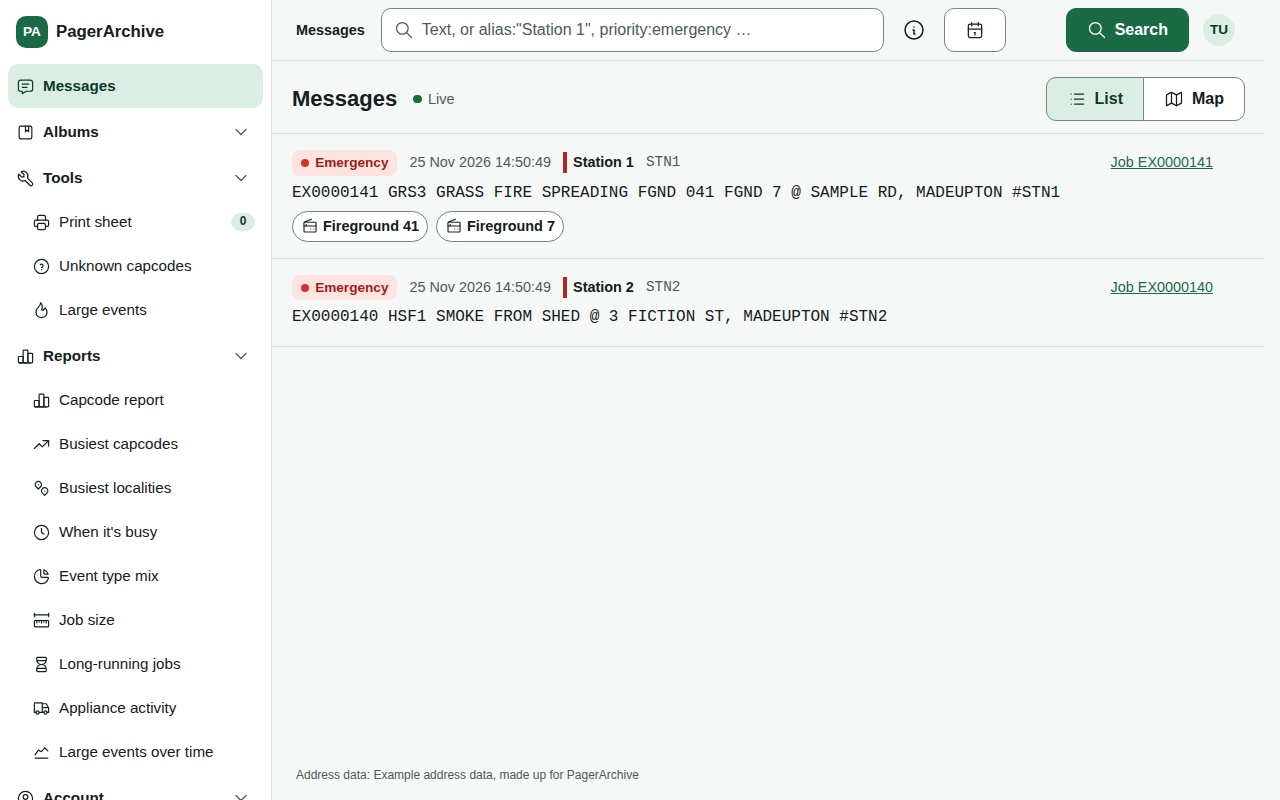 PA PagerArchive
Messages
Albums
Tools
Print sheet 0
Unknown capcodes
Large events
Reports
Capcode report
Busiest capcodes
Busiest localities
When it's busy
Event type mix
Job size
Long-running jobs
Appliance activity
Large events over time
Account
Messages Text, or alias:"Station 1", priority:emergency … Search TU
Messages Live List Map
Emergency 25 Nov 2026 14:50:49 Station 1 STN1 Job EX0000141
EX0000141 GRS3 GRASS FIRE SPREADING FGND 041 FGND 7 @ SAMPLE RD, MADEUPTON #STN1
Fireground 41 Fireground 7
Emergency 25 Nov 2026 14:50:49 Station 2 STN2 Job EX0000140
EX0000140 HSF1 SMOKE FROM SHED @ 3 FICTION ST, MADEUPTON #STN2
Address data: Example address data, made up for PagerArchive